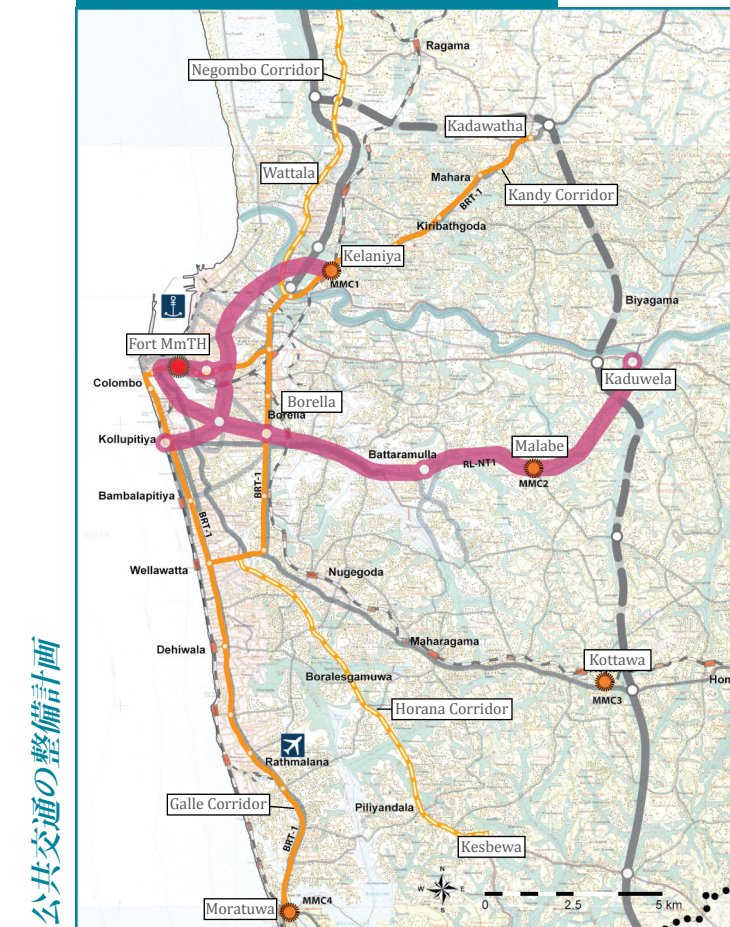 公共交通の整備計画
Ragama
Negombo Corridor
Kadawatha
Wattala
Mahara
BRT-1
Kandy Corridor
Kiribathgoda
Kelaniya
MMC1
Biyagama
Fort MmTH
Colombo
Kaduwela
Borella
Borella
Kollupitiya
Malabe
Battaramulla
RL-NT1
MMC2
BRT-1
Bambalapitiya
BRT-1
Wellawatta
Nugegoda
Dehiwala
Maharagama
Kottawa
Boralesgamuwa
Hom
MMC3
Horana Corridor
Rathmalana
Galle Corridor
Piliyandala
BRT-1
Kesbewa
N
W
E
S
0 2.5 5 km
Moratuwa
MMC4